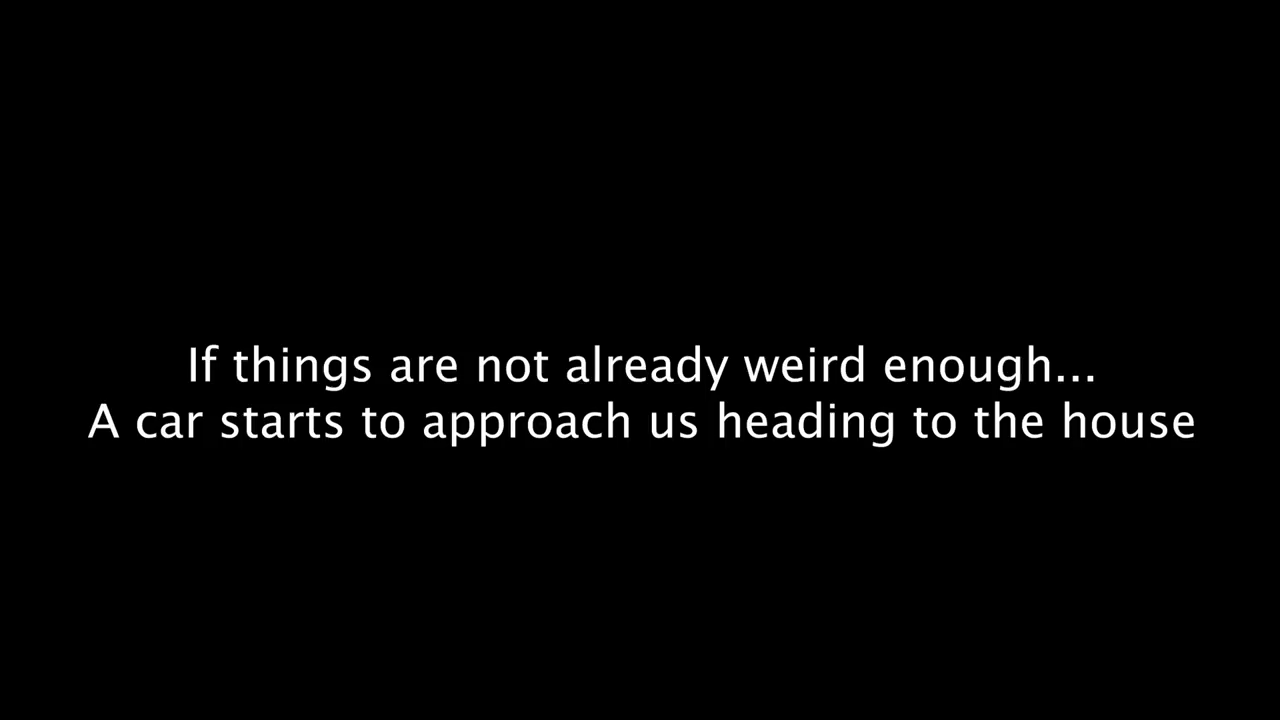 If things are not already weird enough...
A car starts to approach us heading to the house